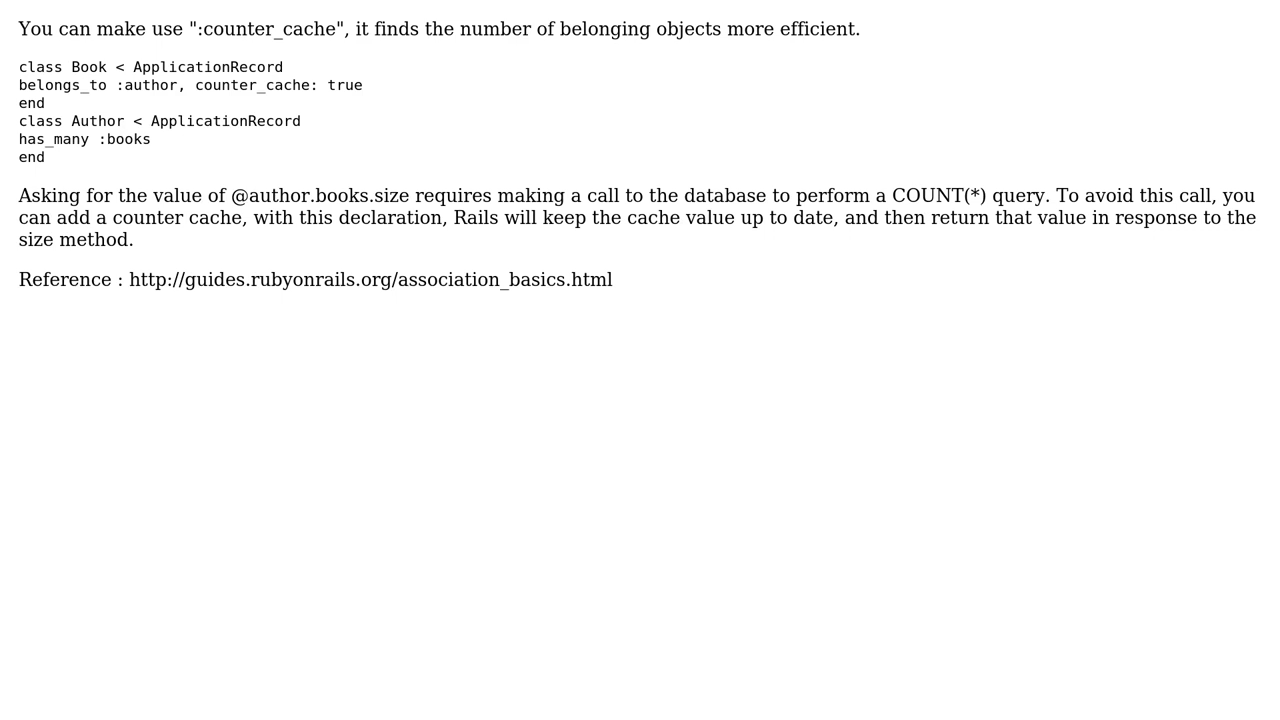 You can make use ":counter_cache", it finds the number of belonging objects more efficient.
class Book < ApplicationRecord
belongs_to :author, counter_cache: true
end
class Author < ApplicationRecord
has_many :books
end
Asking for the value of @author.books.size requires making a call to the database to perform a COUNT(*) query. To avoid this call, you
can add a counter cache, with this declaration, Rails will keep the cache value up to date, and then return that value in response to the
size method.
Reference : http://guides.rubyonrails.org/association_basics.html